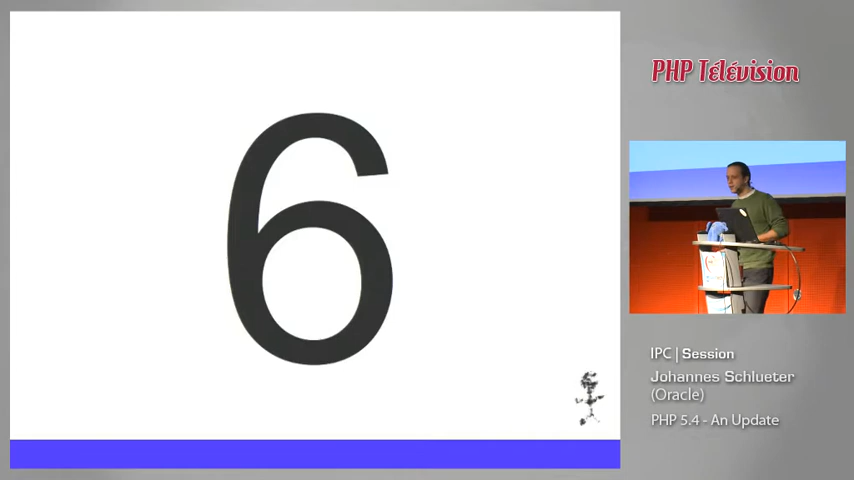 6
PHP Télévision
IPC | Session
Johannes Schlueter
(Oracle)
PHP 5.4 - An Update